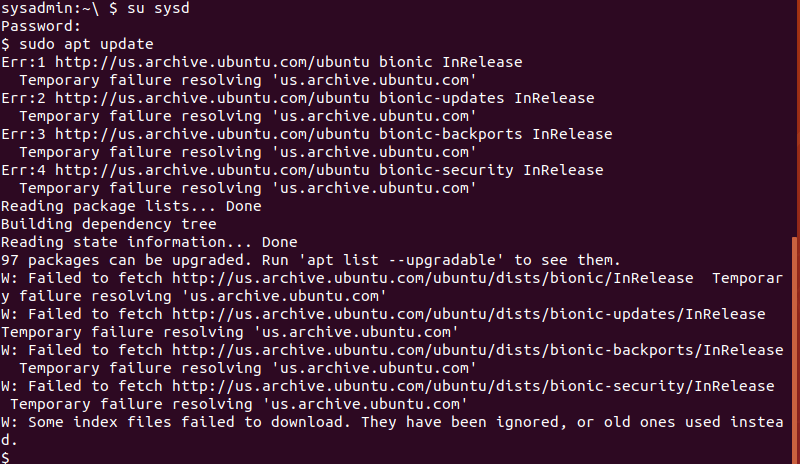 sysadmin:~\ $ su sysd
Password:
$ sudo apt update
Err:1 http://us.archive.ubuntu.com/ubuntu bionic InRelease
  Temporary failure resolving 'us.archive.ubuntu.com'
Err:2 http://us.archive.ubuntu.com/ubuntu bionic-updates InRelease
  Temporary failure resolving 'us.archive.ubuntu.com'
Err:3 http://us.archive.ubuntu.com/ubuntu bionic-backports InRelease
  Temporary failure resolving 'us.archive.ubuntu.com'
Err:4 http://us.archive.ubuntu.com/ubuntu bionic-security InRelease
  Temporary failure resolving 'us.archive.ubuntu.com'
Reading package lists... Done
Building dependency tree
Reading state information... Done
97 packages can be upgraded. Run 'apt list --upgradable' to see them.
W: Failed to fetch http://us.archive.ubuntu.com/ubuntu/dists/bionic/InRelease  Temporar
y failure resolving 'us.archive.ubuntu.com'
W: Failed to fetch http://us.archive.ubuntu.com/ubuntu/dists/bionic-updates/InRelease
Temporary failure resolving 'us.archive.ubuntu.com'
W: Failed to fetch http://us.archive.ubuntu.com/ubuntu/dists/bionic-backports/InRelease
  Temporary failure resolving 'us.archive.ubuntu.com'
W: Failed to fetch http://us.archive.ubuntu.com/ubuntu/dists/bionic-security/InRelease
 Temporary failure resolving 'us.archive.ubuntu.com'
W: Some index files failed to download. They have been ignored, or old ones used instea
d.
$